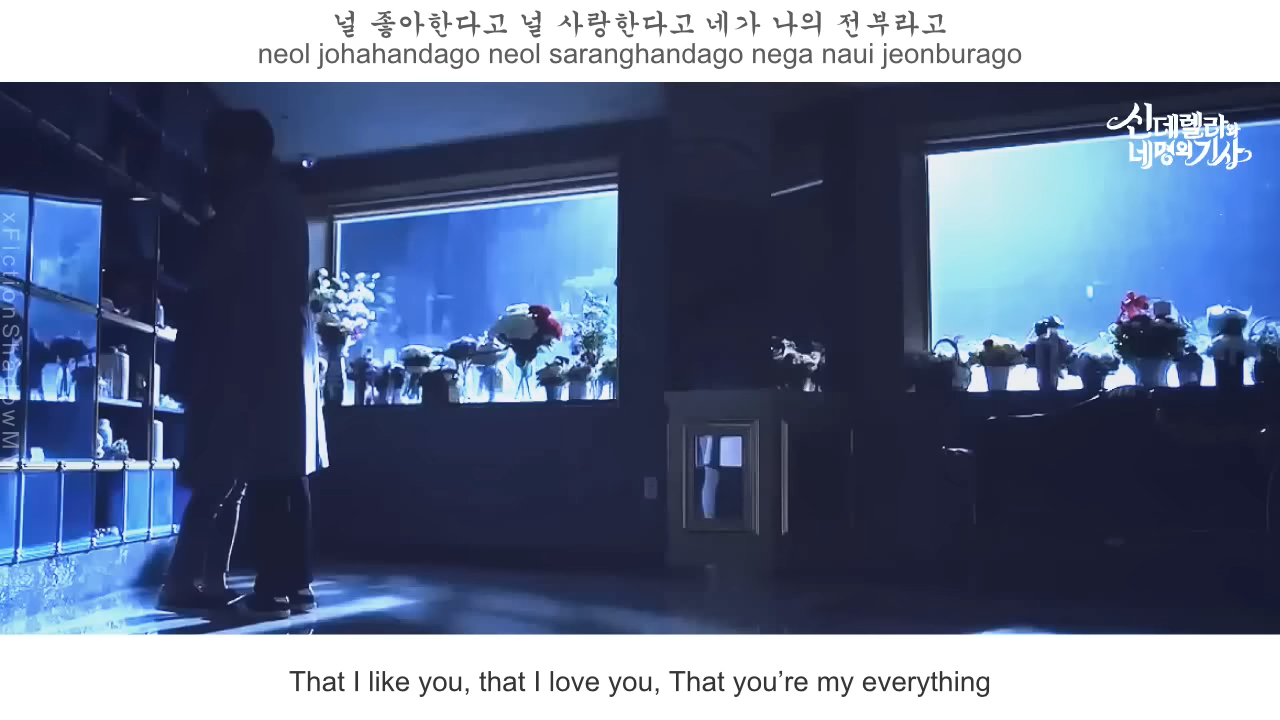 널 좋아한다고 널 사랑한다고 네가 나의 전부라고
neol johahandago neol saranghandago nega naui jeonburago
신데렐라와
네명의기사
xFictionShadowM
That I like you, that I love you, That you’re my everything